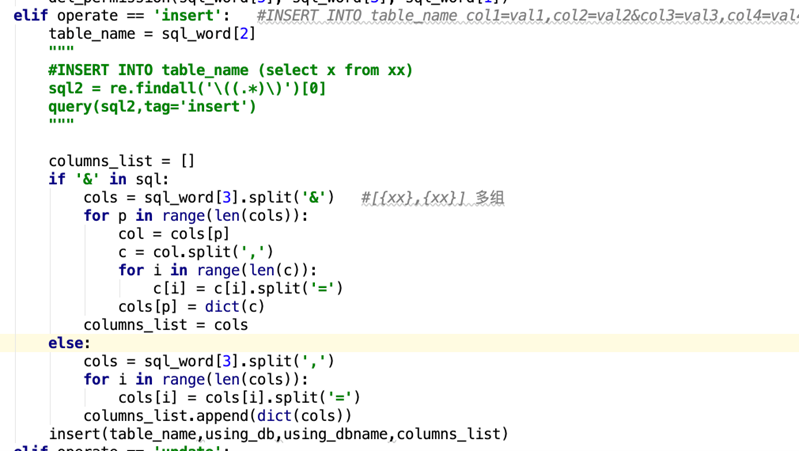 elif operate == 'insert':   #INSERT INTO table_name col1=val1,col2=val2&col3=val3,col4=val4
table_name = sql_word[2]
"""
#INSERT INTO table_name (select x from xx)
sql2 = re.findall('\((.*)\)')[0]
query(sql2,tag='insert')
"""
columns_list = []
if '&' in sql:
cols = sql_word[3].split('&')   #[{xx},{xx}] 多组
for p in range(len(cols)):
col = cols[p]
c = col.split(',')
for i in range(len(c)):
c[i] = c[i].split('=')
cols[p] = dict(c)
columns_list = cols
else:
cols = sql_word[3].split(',')
for i in range(len(cols)):
cols[i] = cols[i].split('=')
columns_list.append(dict(cols))
insert(table_name,using_db,using_dbname,columns_list)
elif operate == 'update':